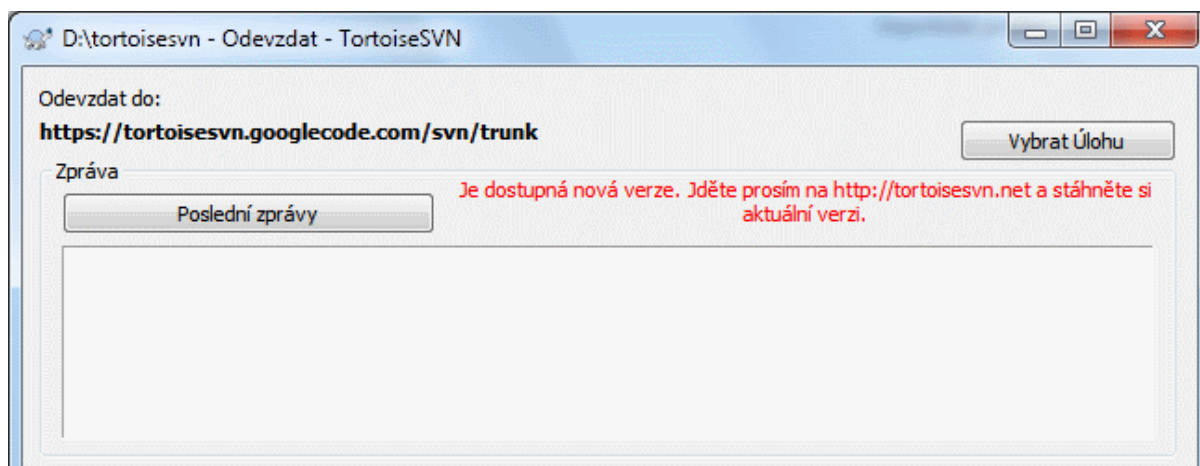 D:\tortoisesvn - Odevzdat - TortoiseSVN
Odevzdat do:
https://tortoisesvn.googlecode.com/svn/trunk
Vybrat Úlohu
Zpráva
Poslední zprávy
Je dostupná nová verze. Jděte prosím na http://tortoisesvn.net a stáhněte si
aktuální verzi.